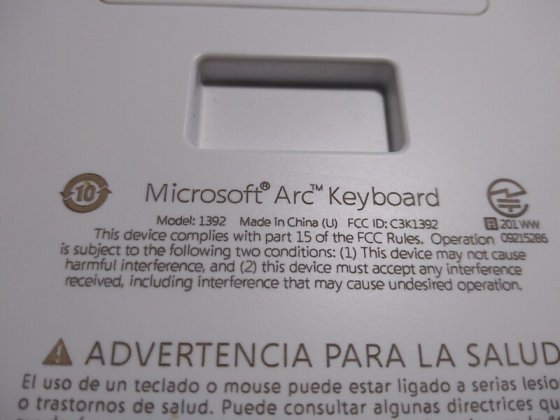 10
Microsoft® Arc™ Keyboard
Model: 1392 Made in China (U) FCC ID: C3K1392
R 201 WW
09215286
This device complies with part 15 of the FCC Rules. Operation
is subject to the following two conditions: (1) This device may not cause
harmful interference, and (2) this device must accept any interference
received, including interference that may cause undesired operation.
ADVERTENCIA PARA LA SALUD
El uso de un teclado o mouse puede estar ligado a serias
o trastornos de salud. Puede consultar algunas directrices